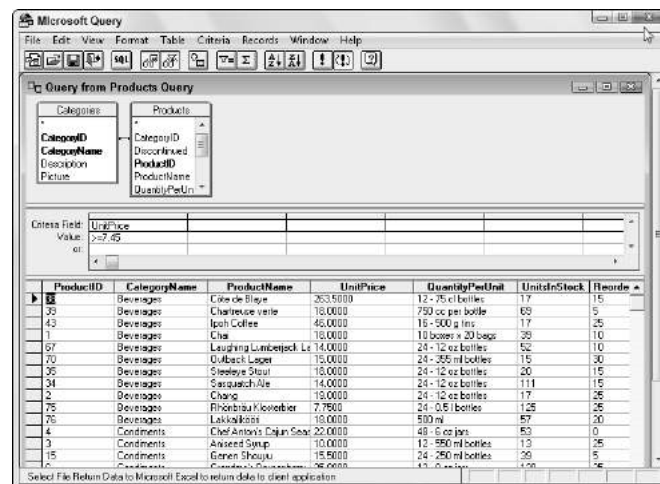 Microsoft Query
File Edit View Format Table Criteria Records Window Help
SQL
Query from Products Query
Categories
*
CategoryID
CategoryName
Description
Picture
Products
*
CategoryID
Discontinued
ProductID
ProductName
QuantityPerUn
Criteria Field: UnitPrice
Value: >=7.45
or:
ProductID CategoryName ProductName UnitPrice QuantityPerUnit UnitsInStock Reorde
38 Beverages Côte de Blaye 263.5000 12 - 75 cl bottles 17 15
39 Beverages Chartreuse verte 18.0000 750 cc per bottle 69 5
43 Beverages Ipoh Coffee 46.0000 16 - 500 g tins 17 25
1 Beverages Chai 18.0000 10 boxes x 20 bags 39 10
67 Beverages Laughing Lumberjack La 14.0000 24 - 12 oz bottles 52 10
70 Beverages Outback Lager 15.0000 24 - 355 ml bottles 15 30
35 Beverages Steeleye Stout 18.0000 24 - 12 oz bottles 20 15
34 Beverages Sasquatch Ale 14.0000 24 - 12 oz bottles 111 15
2 Beverages Chang 19.0000 24 - 12 oz bottles 17 25
75 Beverages Rhönbräu Klosterbier 7.7500 24 - 0.5 l bottles 125 25
76 Beverages Lakkalikööri 18.0000 500 ml 57 20
4 Condiments Chef Anton's Cajun Seas 22.0000 48 - 6 oz jars 53 0
3 Condiments Aniseed Syrup 10.0000 12 - 550 ml bottles 13 25
15 Condiments Genen Shouyu 15.5000 24 - 250 ml bottles 39 5
Select File Return Data to Microsoft Excel to return data to client application